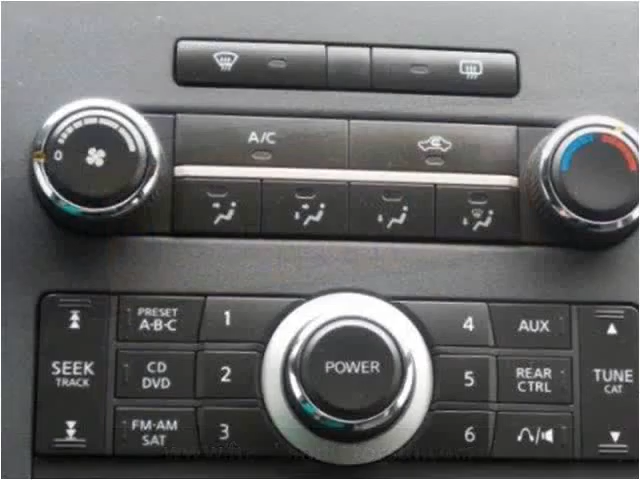 A/C
0
PRESET
A·B·C
1
4
AUX
SEEK
TRACK
CD
DVD
2
POWER
5
REAR
CTRL
TUNE
CAT
FM·AM
SAT
3
6